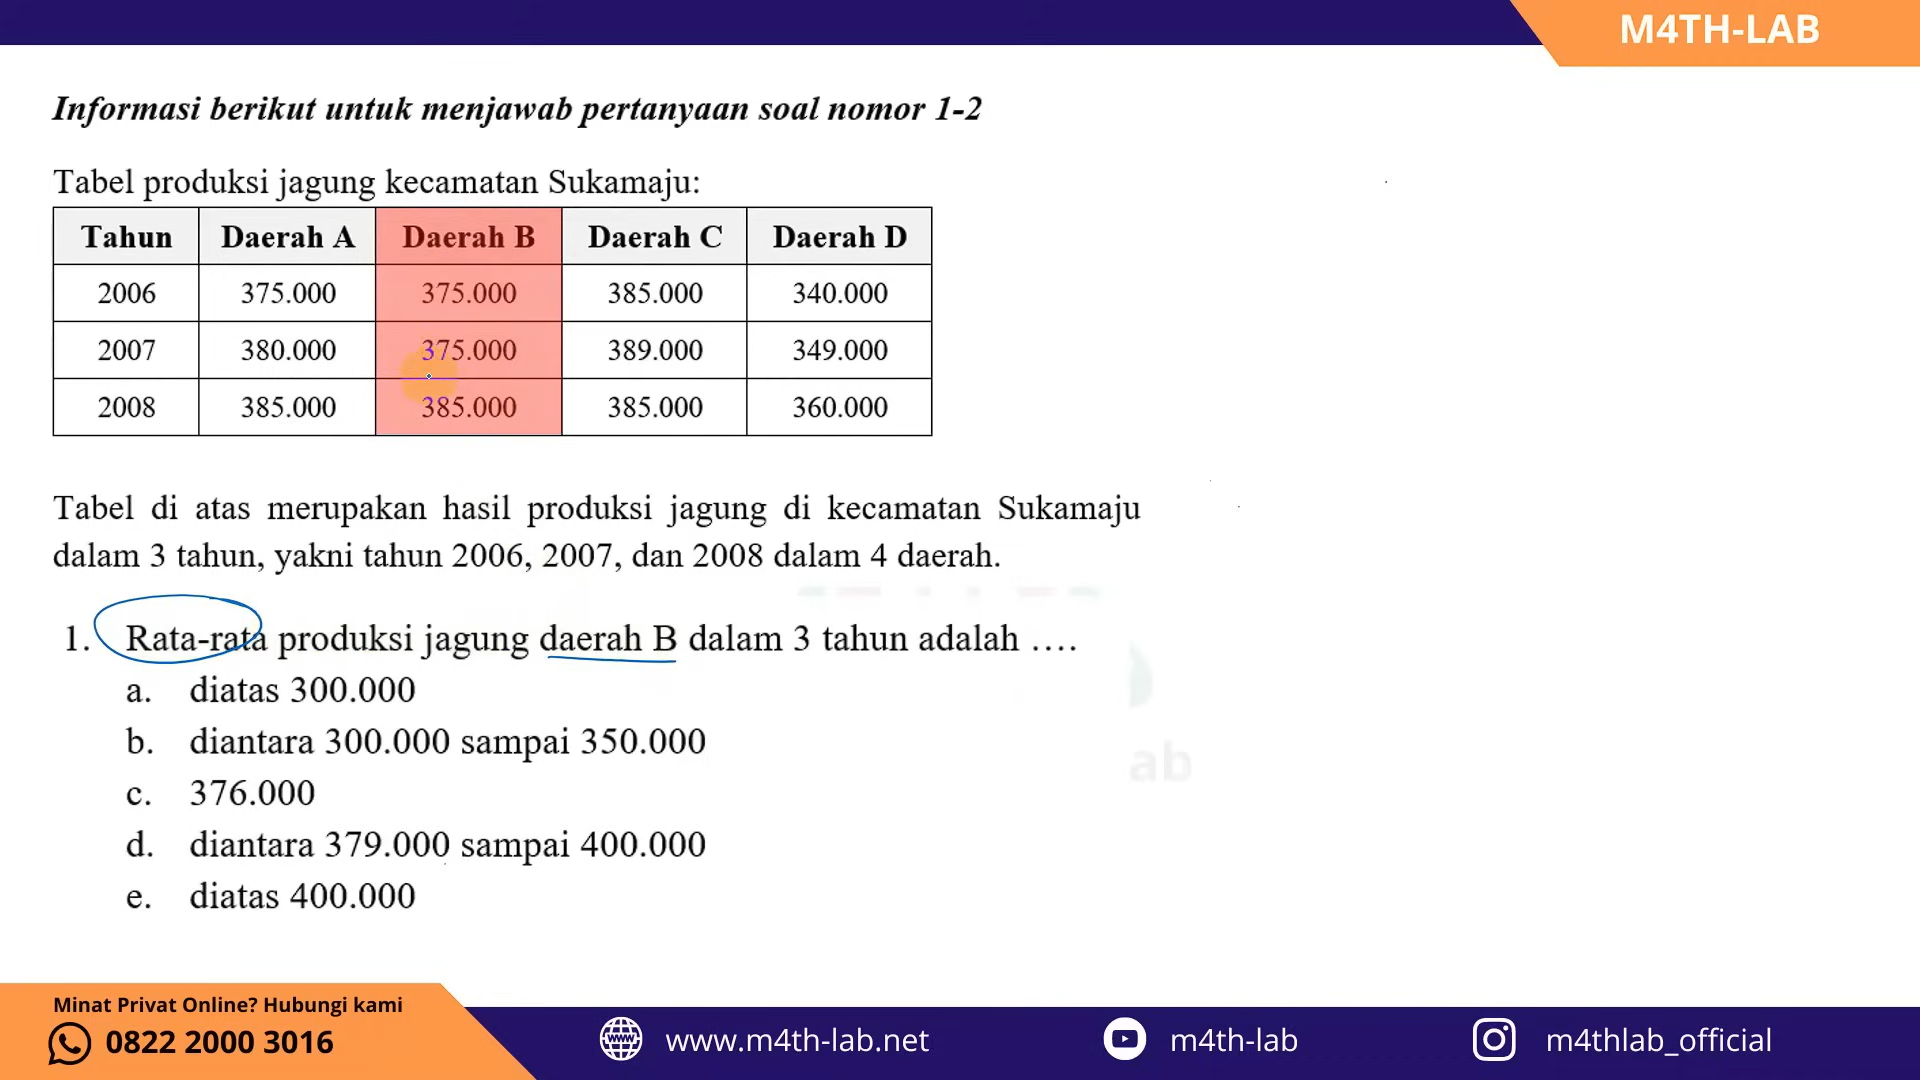 M4TH-LAB
Informasi berikut untuk menjawab pertanyaan soal nomor 1-2
Tabel produksi jagung kecamatan Sukamaju:
Tahun Daerah A Daerah B Daerah C Daerah D
2006 375.000 375.000 385.000 340.000
2007 380.000 375.000 389.000 349.000
2008 385.000 385.000 385.000 360.000
Tabel di atas merupakan hasil produksi jagung di kecamatan Sukamaju
dalam 3 tahun, yakni tahun 2006, 2007, dan 2008 dalam 4 daerah.
1. Rata-rata produksi jagung daerah B dalam 3 tahun adalah ….
a. diatas 300.000
b. diantara 300.000 sampai 350.000
c. 376.000
d. diantara 379.000 sampai 400.000
e. diatas 400.000
ab
Minat Privat Online? Hubungi kami
0822 2000 3016
www.m4th-lab.net
m4th-lab
m4thlab_official